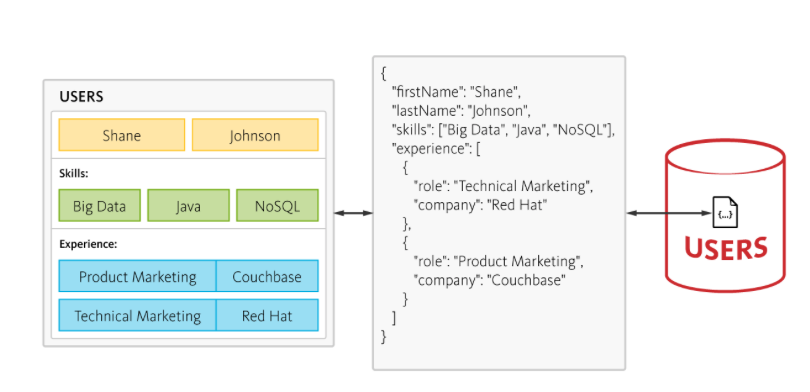 USERS
Shane Johnson
Skills:
Big Data Java NoSQL
Experience:
Product Marketing Couchbase
Technical Marketing Red Hat
{
"firstName": "Shane",
"lastName": "Johnson",
"skills": ["Big Data", "Java", "NoSQL"],
"experience": [
{
"role": "Technical Marketing",
"company": "Red Hat"
},
{
"role": "Product Marketing",
"company": "Couchbase"
}
]
}
{...}
USERS